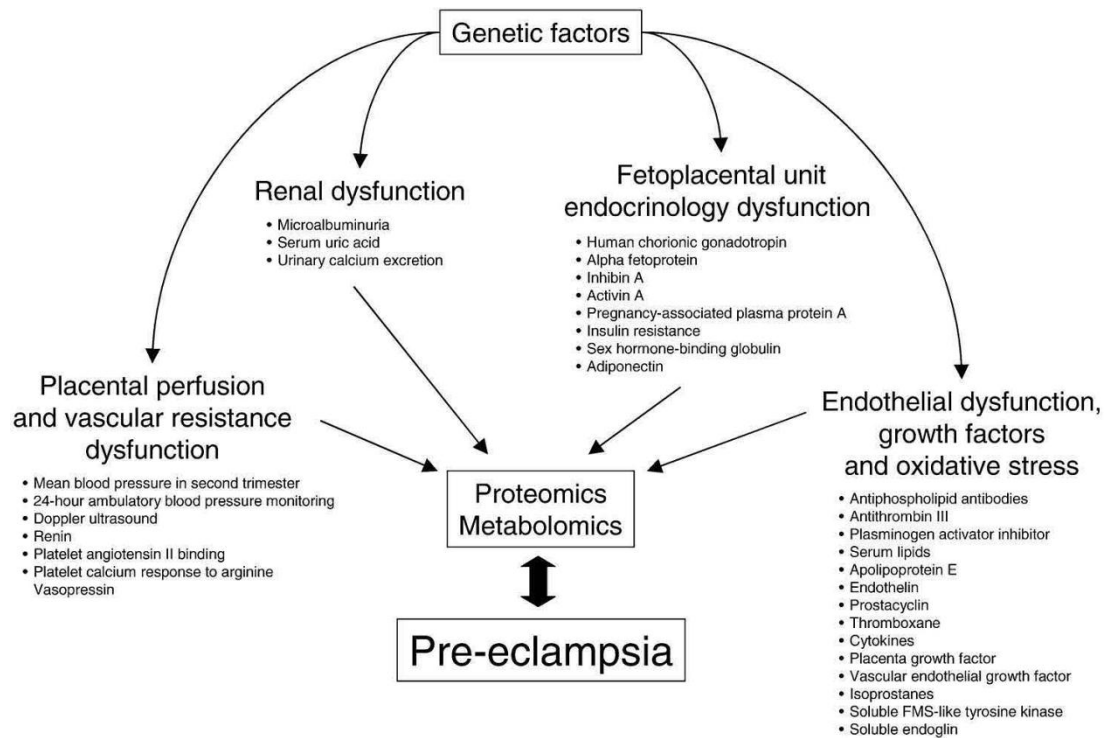 Genetic factors
Renal dysfunction
• Microalbuminuria
• Serum uric acid
• Urinary calcium excretion
Fetoplacental unit
endocrinology dysfunction
• Human chorionic gonadotropin
• Alpha fetoprotein
• Inhibin A
• Activin A
• Pregnancy-associated plasma protein A
• Insulin resistance
• Sex hormone-binding globulin
• Adiponectin
Placental perfusion
and vascular resistance
dysfunction
• Mean blood pressure in second trimester
• 24-hour ambulatory blood pressure monitoring
• Doppler ultrasound
• Renin
• Platelet angiotensin II binding
• Platelet calcium response to arginine
Vasopressin
Endothelial dysfunction,
growth factors
and oxidative stress
• Antiphospholipid antibodies
• Antithrombin III
• Plasminogen activator inhibitor
• Serum lipids
• Apolipoprotein E
• Endothelin
• Prostacyclin
• Thromboxane
• Cytokines
• Placenta growth factor
• Vascular endothelial growth factor
• Isoprostanes
• Soluble FMS-like tyrosine kinase
• Soluble endoglin
Proteomics
Metabolomics
Pre-eclampsia